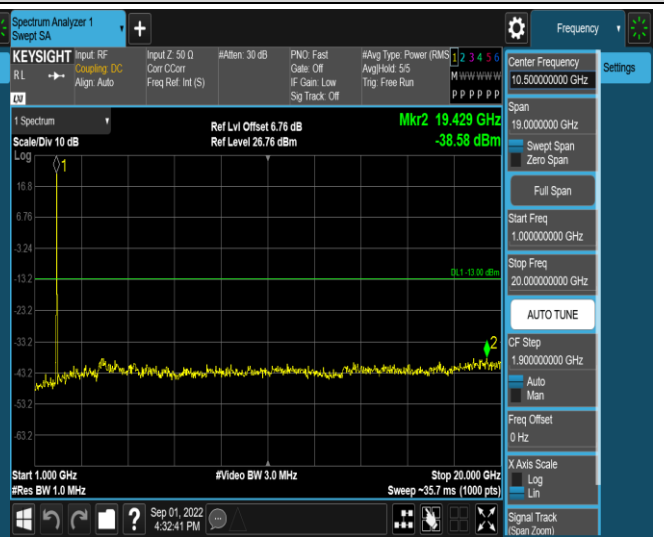 Spectrum Analyzer 1
Swept SA
+
Frequency
KEYSIGHT
Input: RF
Coupling: DC
Align: Auto
Input Z: 50 Ω
Corr CCorr
Freq Ref: Int (S)
#Atten: 30 dB
PNO: Fast
Gate: Off
IF Gain: Low
Sig Track: Off
#Avg Type: Power (RMS
Avg|Hold: 5/5
Trig: Free Run
1 2 3 4 5 6
M W W W W W
P P P P P P
RL
LXI
1 Spectrum
Scale/Div 10 dB
Log
Ref Lvl Offset 6.76 dB
Ref Level 26.76 dBm
Mkr2 19.429 GHz
-38.58 dBm
1
16.8
6.76
-3.24
-13.2
DL1 -13.00 dBm
-23.2
-33.2
2
-43.2
-53.2
-63.2
Start 1.000 GHz
#Res BW 1.0 MHz
#Video BW 3.0 MHz
Stop 20.000 GHz
Sweep ~35.7 ms (1000 pts)
Sep 01, 2022
4:32:41 PM
Center Frequency
10.500000000 GHz
Settings
Span
19.0000000 GHz
Swept Span
Zero Span
Full Span
Start Freq
1.000000000 GHz
Stop Freq
20.000000000 GHz
AUTO TUNE
CF Step
1.900000000 GHz
Auto
Man
Freq Offset
0 Hz
X Axis Scale
Log
Lin
Signal Track
(Span Zoom)